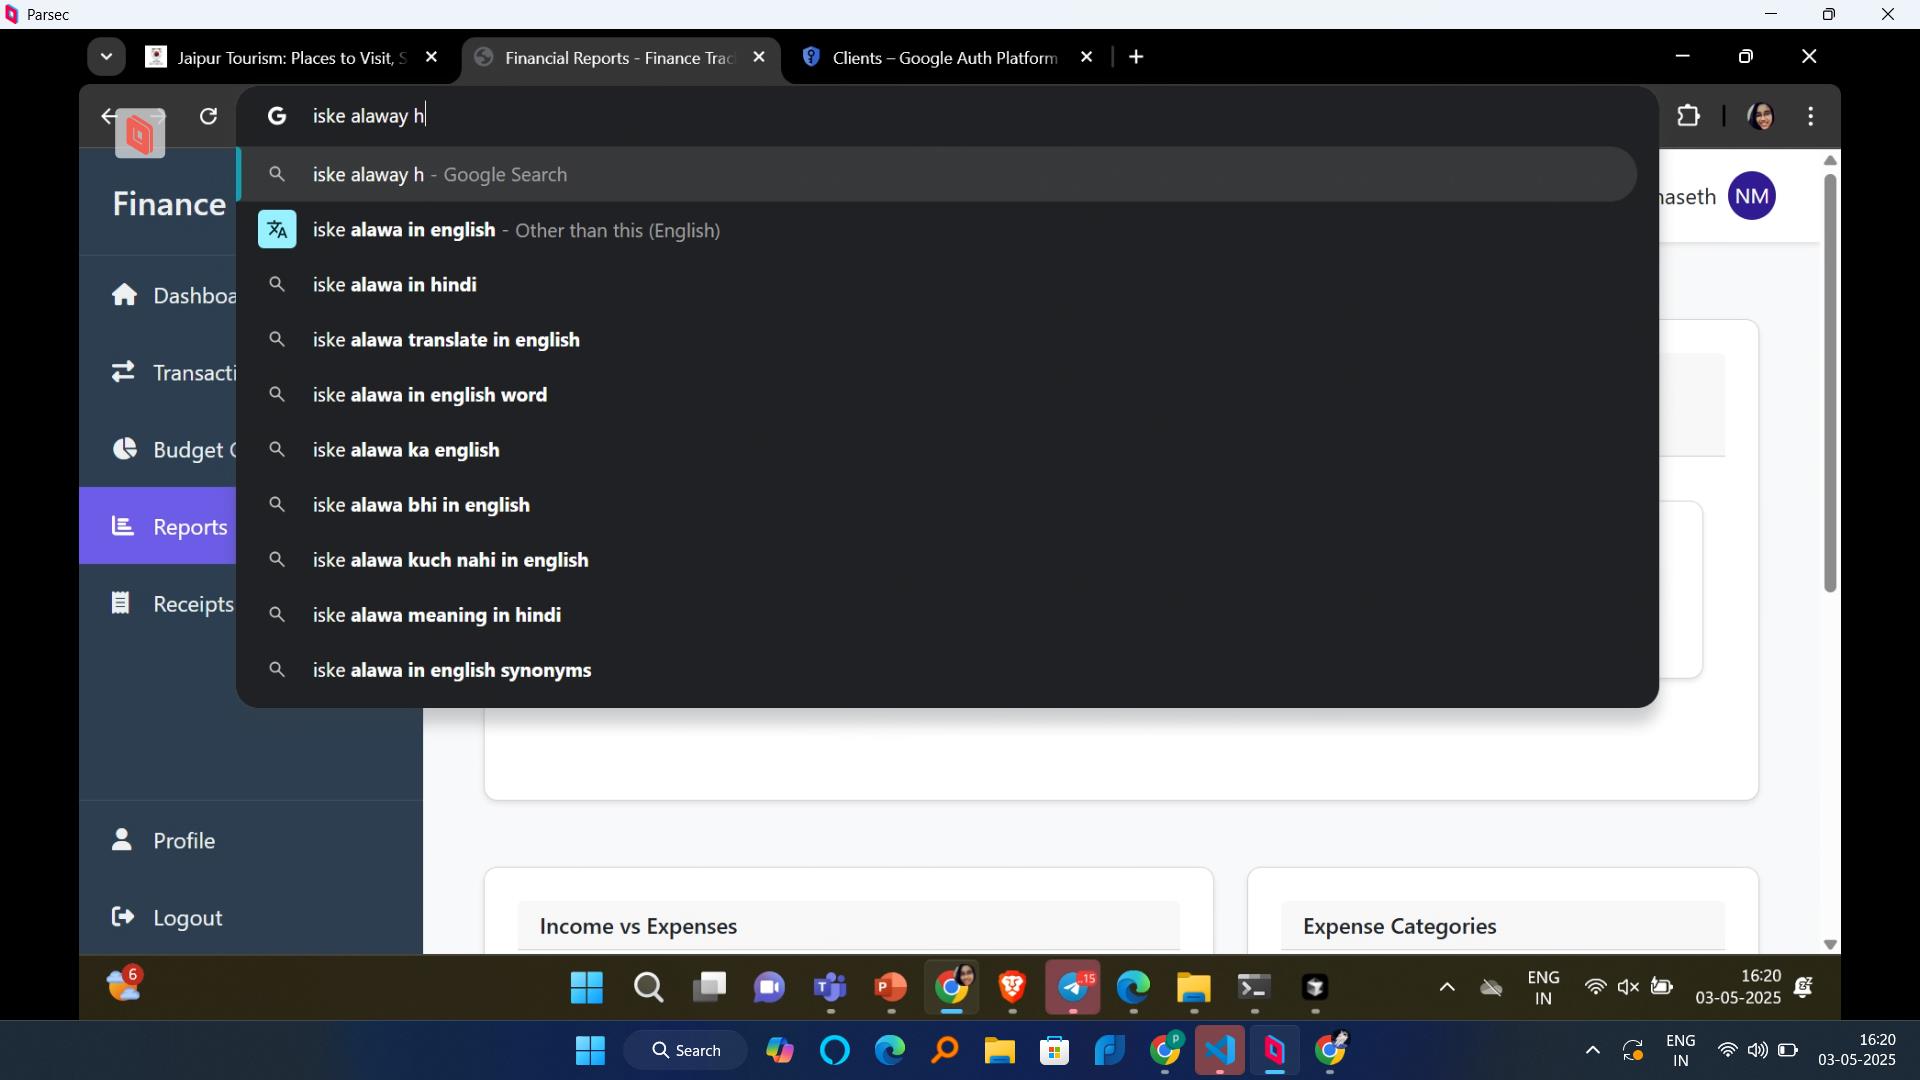 Parsec
Jaipur Tourism: Places to Visit, S
Financial Reports - Finance Trac
Clients – Google Auth Platform
iske alaway h
iske alaway h - Google Search
iske alawa in english - Other than this (English)
iske alawa in hindi
iske alawa translate in english
iske alawa in english word
iske alawa ka english
iske alawa bhi in english
iske alawa kuch nahi in english
iske alawa meaning in hindi
iske alawa in english synonyms
Finance
haseth NM
Dashboa
Transacti
Budget
Reports
Receipts
Profile
Logout
Income vs Expenses
Expense Categories
6
15
ENG
IN
16:20
03-05-2025
Search
ENG
IN
16:20
03-05-2025